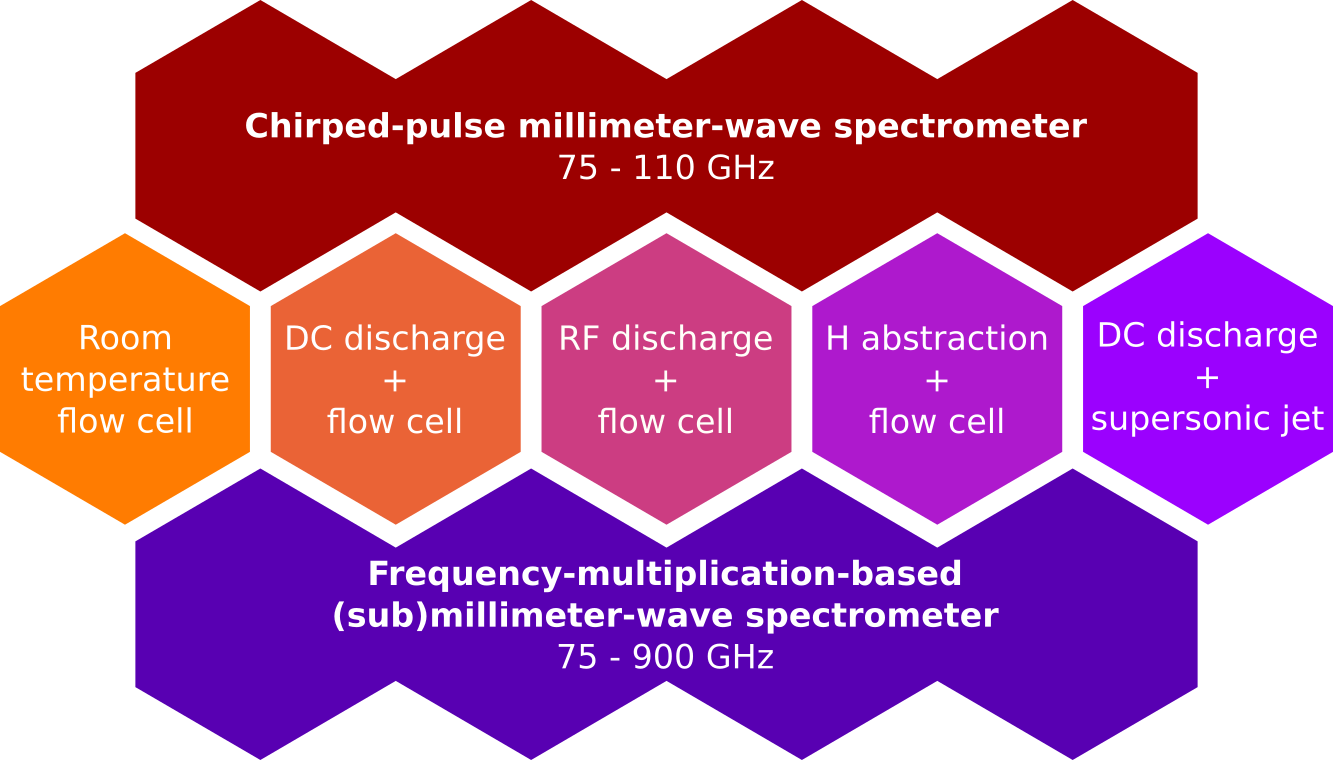 Chirped-pulse millimeter-wave spectrometer
75 - 110 GHz
Room
temperature
flow cell
DC discharge
+
flow cell
RF discharge
+
flow cell
H abstraction
+
flow cell
DC discharge
+
supersonic jet
Frequency-multiplication-based
(sub)millimeter-wave spectrometer
75 - 900 GHz